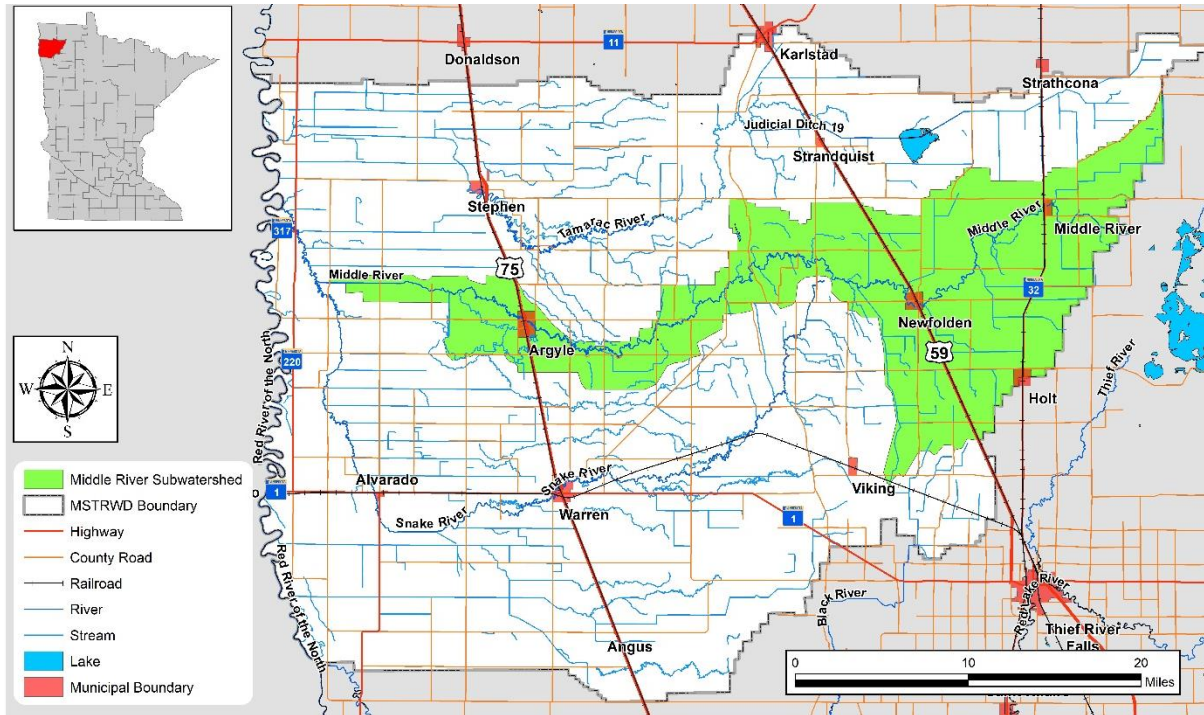 11
Donaldson
Karlstad
Strathcona
Judicial Ditch 19
Strandquist
Stephen
Tamarac River
317
Middle River
Middle River
Middle River
75
32
Newfolden
Argyle
59
220
Red River of the North
Thief River
Holt
N
W
E
S
Alvarado
Snake River
Viking
1
Snake River
Warren
1
Middle River Subwatershed
MSTRWD Boundary
Highway
County Road
Railroad
River
Stream
Lake
Municipal Boundary
Red River of the North
Black River
Red Lake River
Thief River
Falls
Angus
0
10
20
Miles